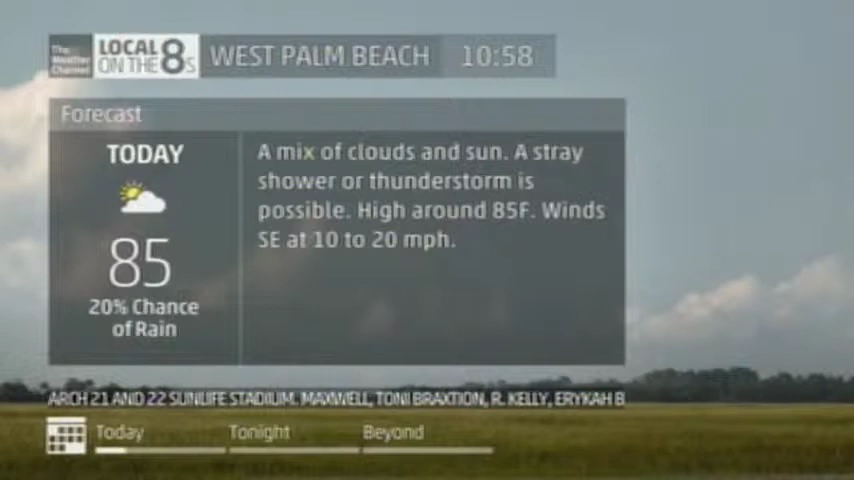 The
Weather
Channel
LOCAL
ON THE 8s
WEST PALM BEACH
10:58
Forecast
TODAY
85
20% Chance
of Rain
A mix of clouds and sun. A stray
shower or thunderstorm is
possible. High around 85F. Winds
SE at 10 to 20 mph.
ARCH 21 AND 22 SUNLIFE STADIUM. MAXWELL, TONI BRAXTION, R. KELLY, ERYKAH B
Today
Tonight
Beyond